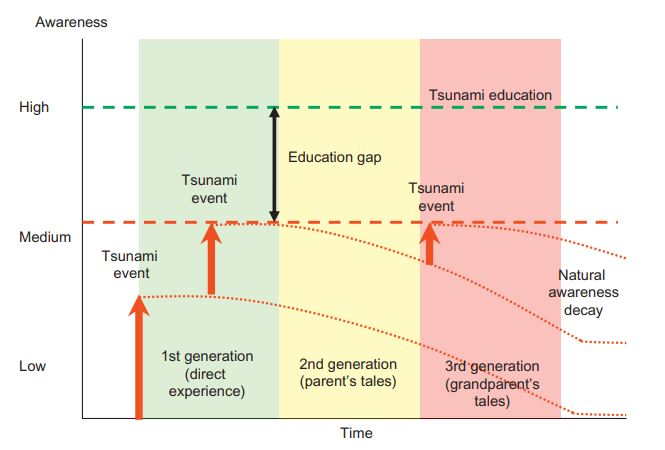 Awareness
High
Tsunami education
Education gap
Tsunami
event
Tsunami
event
Medium
Tsunami
event
Natural
awareness
decay
Low
1st generation
(direct
experience)
2nd generation
(parent's tales)
3rd generation
(grandparent's
tales)
Time